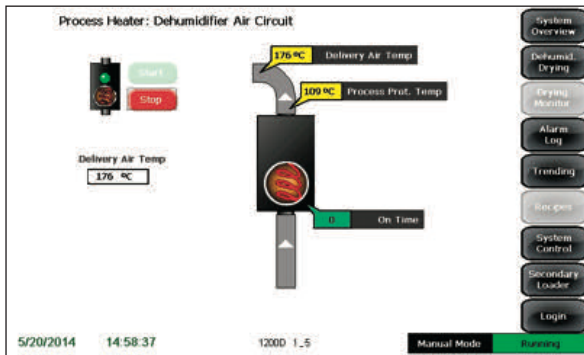 Process Heater: Dehumidifier Air Circuit
Start
Stop
Delivery Air Temp
176 ºC
176 ºC Delivery Air Temp
109 ºC Process Prot. Temp
0 On Time
System Overview
Dehumid. Drying
Drying Monitor
Alarm Log
Trending
Recipes
System Control
Secondary Loader
Login
5/20/2014 14:58:37 1200D 1_5 Manual Mode Running